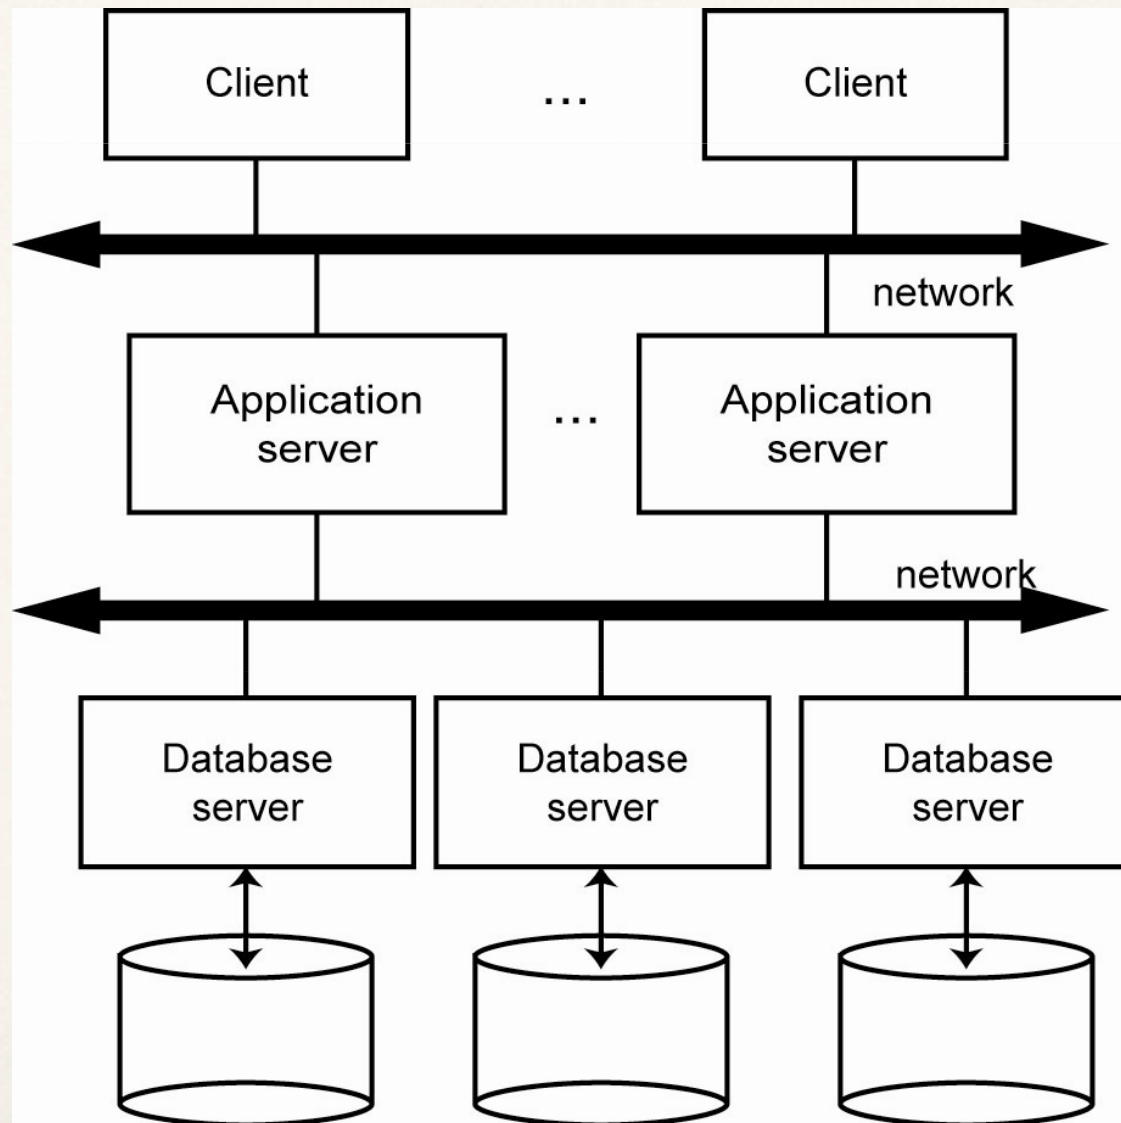 Client
...
Client
network
Application
server
...
Application
server
network
Database
server
Database
server
Database
server